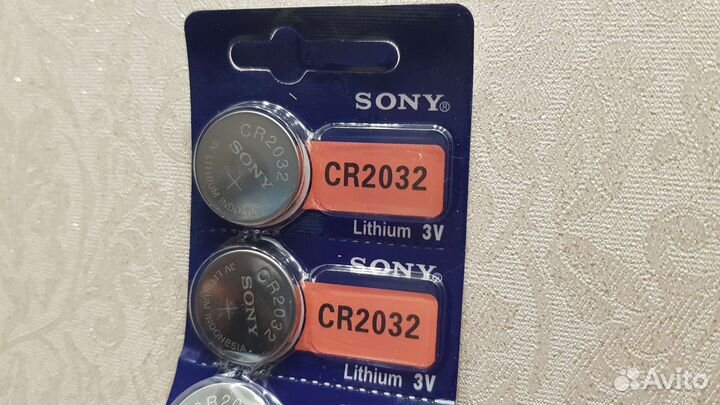 SONY®
CR2032
SONY
3V LITHIUM INDONESIA
CR2032
Lithium 3V
SONY
CR2032
SONY
3V LITHIUM INDONESIA
CR2032
Lithium 3V
Avito